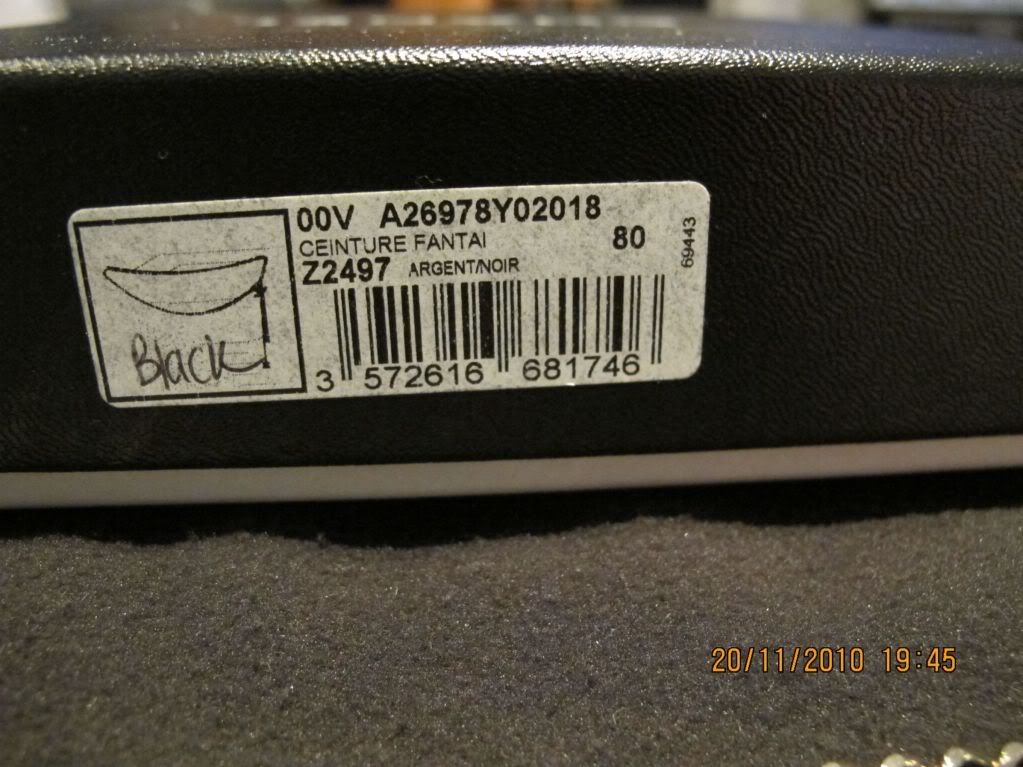 00V A26978Y02018
CEINTURE FANTAI 80
Z2497 ARGENT/NOIR
69443
Black
3 572616 681746
20/11/2010 19:45